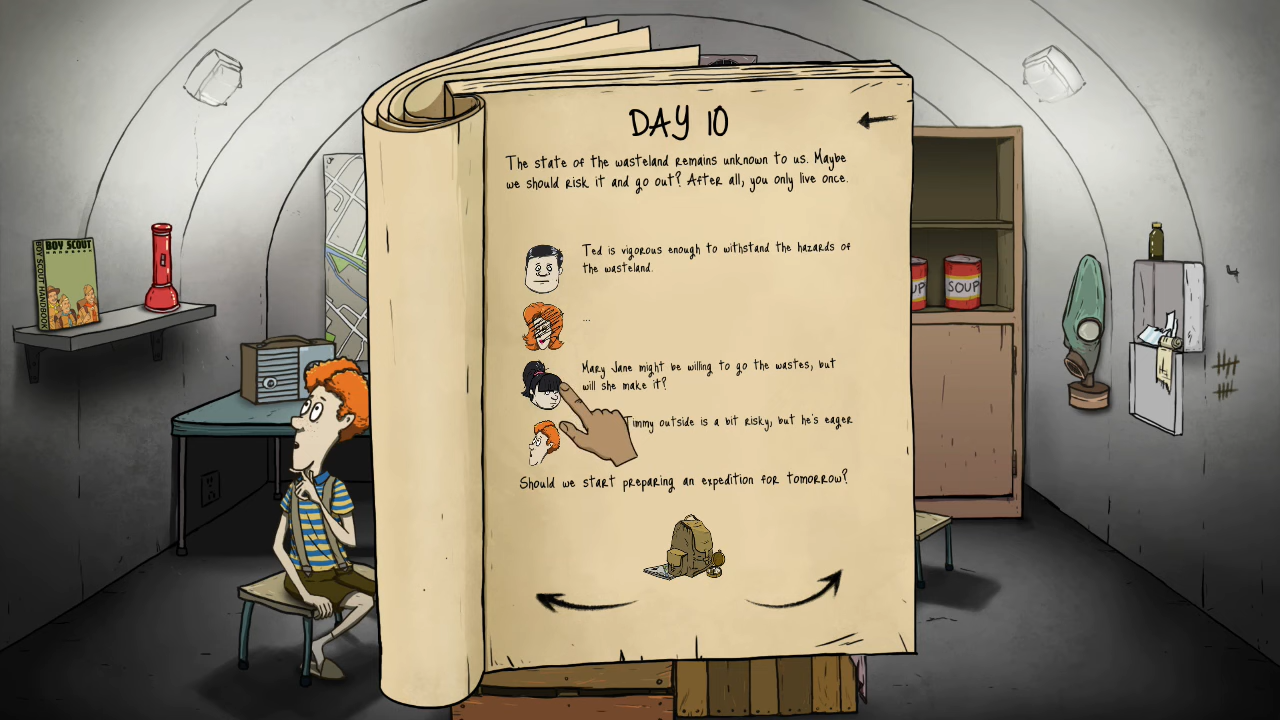 DAY 10
The state of the wasteland remains unknown to us. Maybe
we should risk it and go out? After all, you only live once.
Ted is vigorous enough to withstand the hazards of
the wasteland.
...
Mary Jane might be willing to go the wastes, but
will she make it?
Timmy outside is a bit risky, but he's eager
Should we start preparing an expedition for tomorrow?
BOY SCOUT
BOY SCOUT HANDBOOK
UP
SOUP